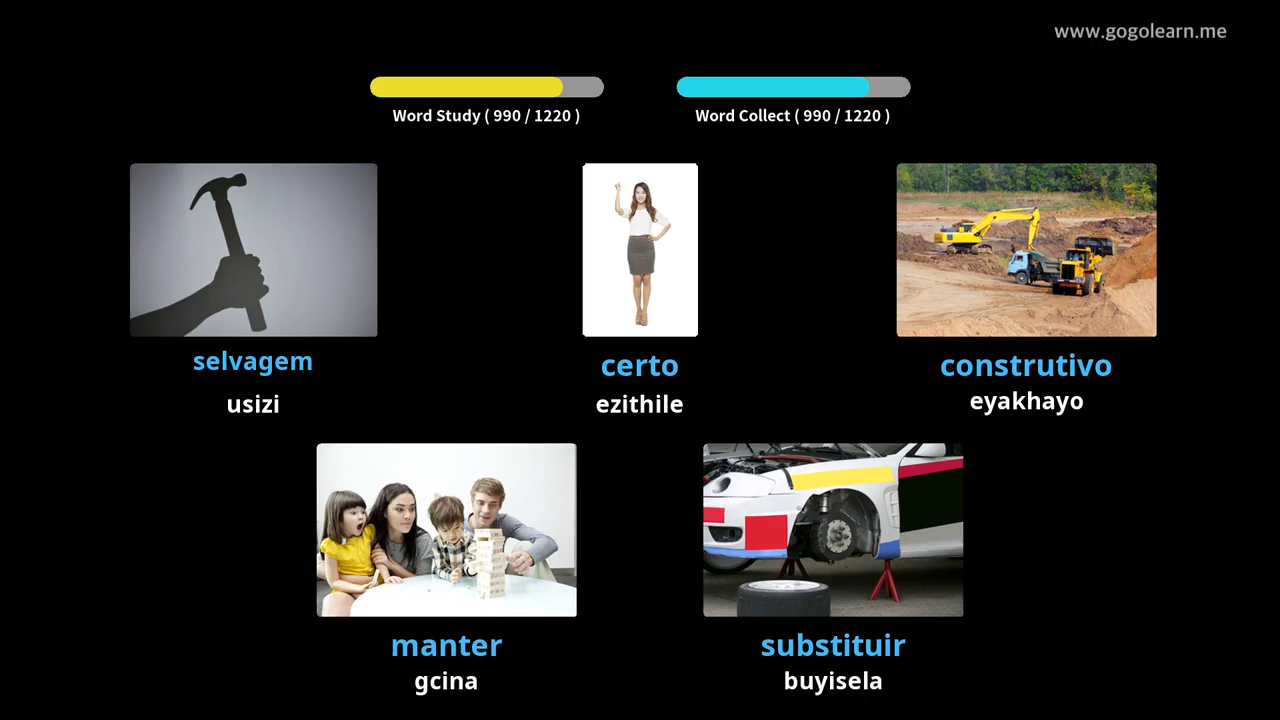 www.gogolearn.me
Word Study ( 990 / 1220 )
Word Collect ( 990 / 1220 )
selvagem
usizi
certo
ezithile
construtivo
eyakhayo
manter
gcina
substituir
buyisela